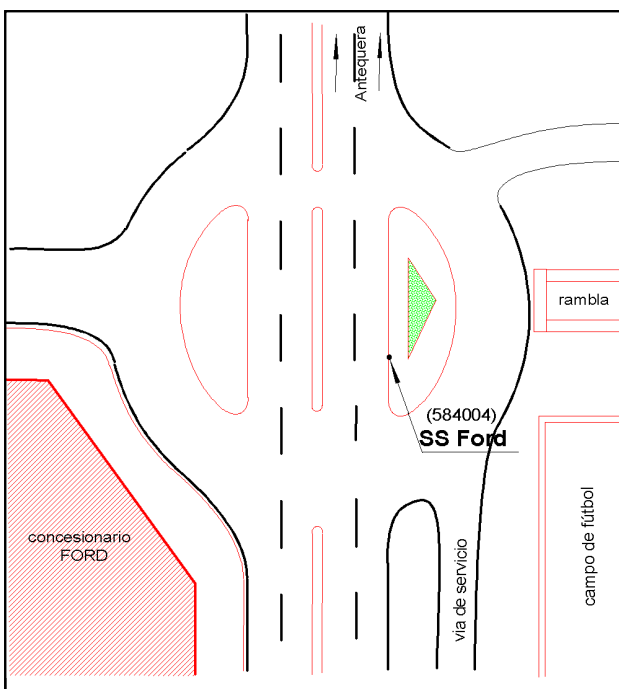 Antequera
rambla
(584004)
SS Ford
concesionario
FORD
via de servicio
campo de fútbol